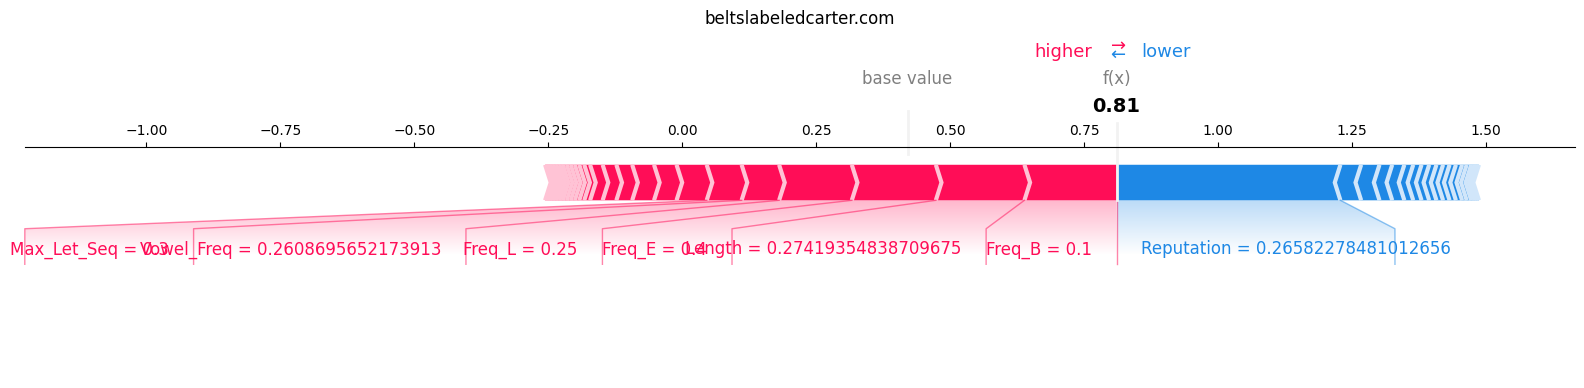 beltslabeledcarter.com
higher ⇄ lower
base value f(x)
0.81
−1.00 −0.75 −0.50 −0.25 0.00 0.25 0.50 0.75 1.00 1.25 1.50
Max_Let_Seq = 0.3 Vowel_Freq = 0.2608695652173913 Freq_L = 0.25 Freq_E = 0.4 Length = 0.27419354838709675 Freq_B = 0.1 Reputation = 0.26582278481012656